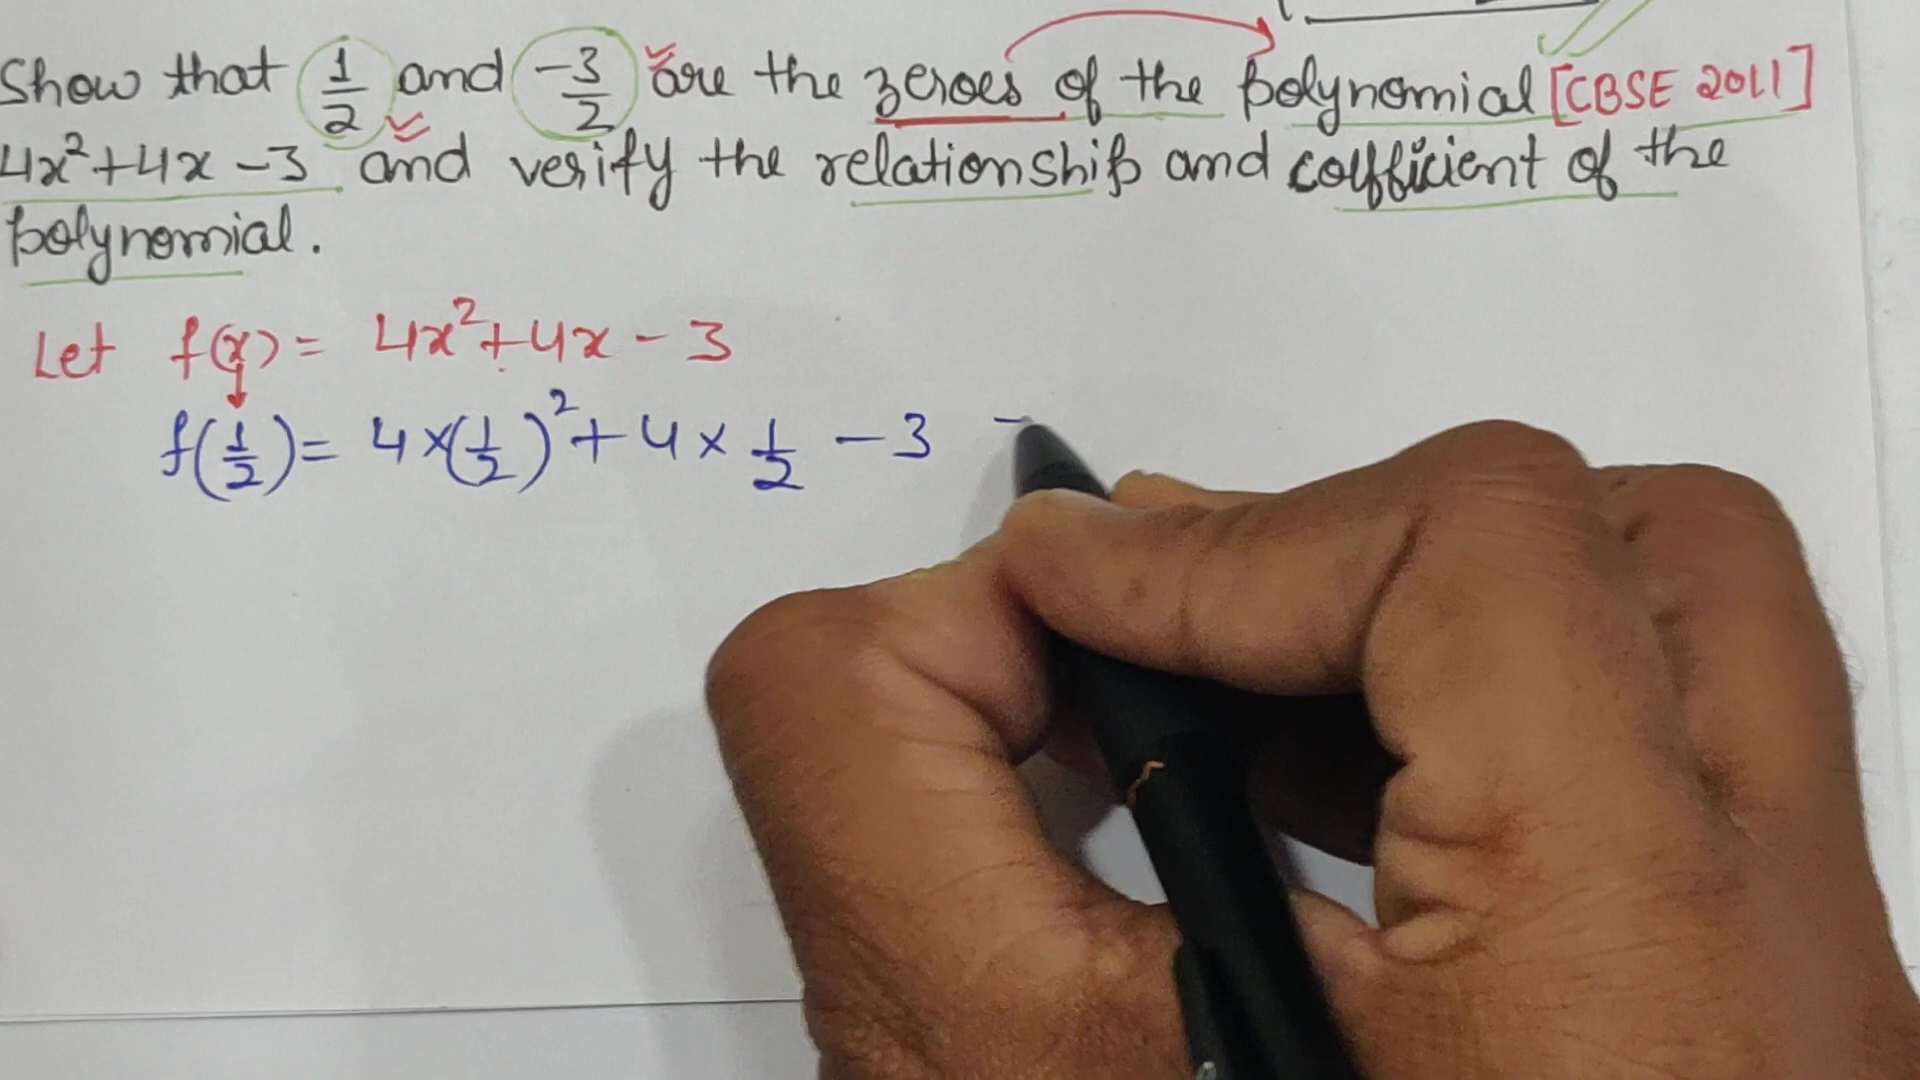 Show that 1/2 and -3/2 are the zeroes of the polynomial [CBSE 2011]
4x²+4x-3 and verify the relationship and coefficient of the
polynomial.
Let f(x) = 4x²+4x-3
f(1/2) = 4×(1/2)²+4×1/2-3